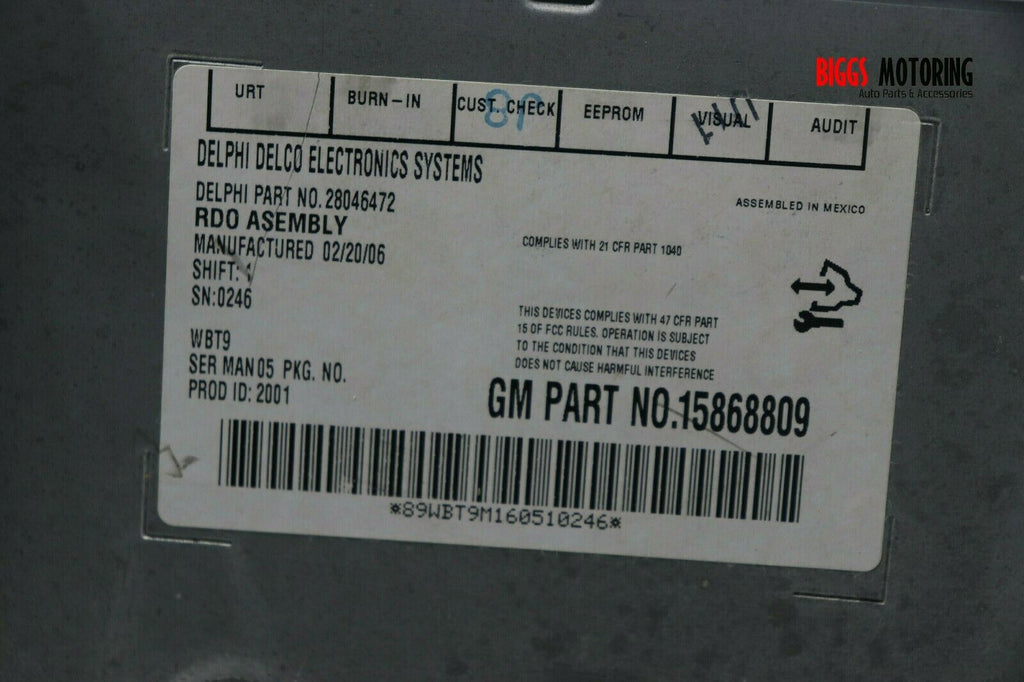 BIGGS MOTORING
Auto Parts & Accessories
URT BURN-IN CUST. CHECK EEPROM VISUAL AUDIT
DELPHI DELCO ELECTRONICS SYSTEMS
DELPHI PART NO. 28046472
ASSEMBLED IN MEXICO
RDO ASEMBLY
MANUFACTURED 02/20/06
COMPLIES WITH 21 CFR PART 1040
SHIFT: 1
SN:0246
THIS DEVICES COMPLIES WITH 47 CFR PART
15 OF FCC RULES. OPERATION IS SUBJECT
TO THE CONDITION THAT THIS DEVICES
DOES NOT CAUSE HARMFUL INTERFERENCE
WBT9
SER MAN05 PKG. NO.
PROD ID: 2001
GM PART NO.15868809
*89WBT9M160510246*